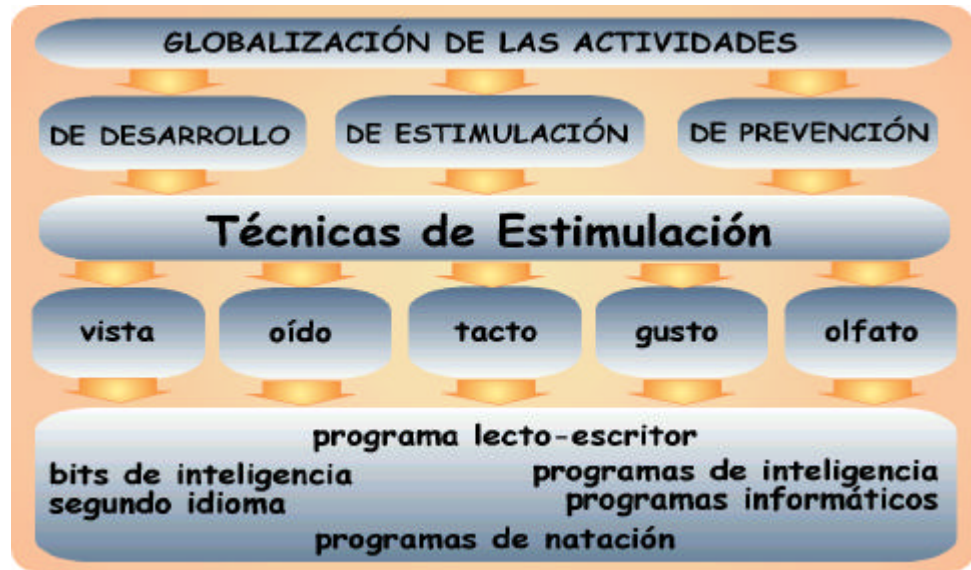 GLOBALIZACIÓN DE LAS ACTIVIDADES
DE DESARROLLO
DE ESTIMULACIÓN
DE PREVENCIÓN
Técnicas de Estimulación
vista
oído
tacto
gusto
olfato
programa lecto-escritor
bits de inteligencia
segundo idioma
programas de inteligencia
programas informáticos
programas de natación